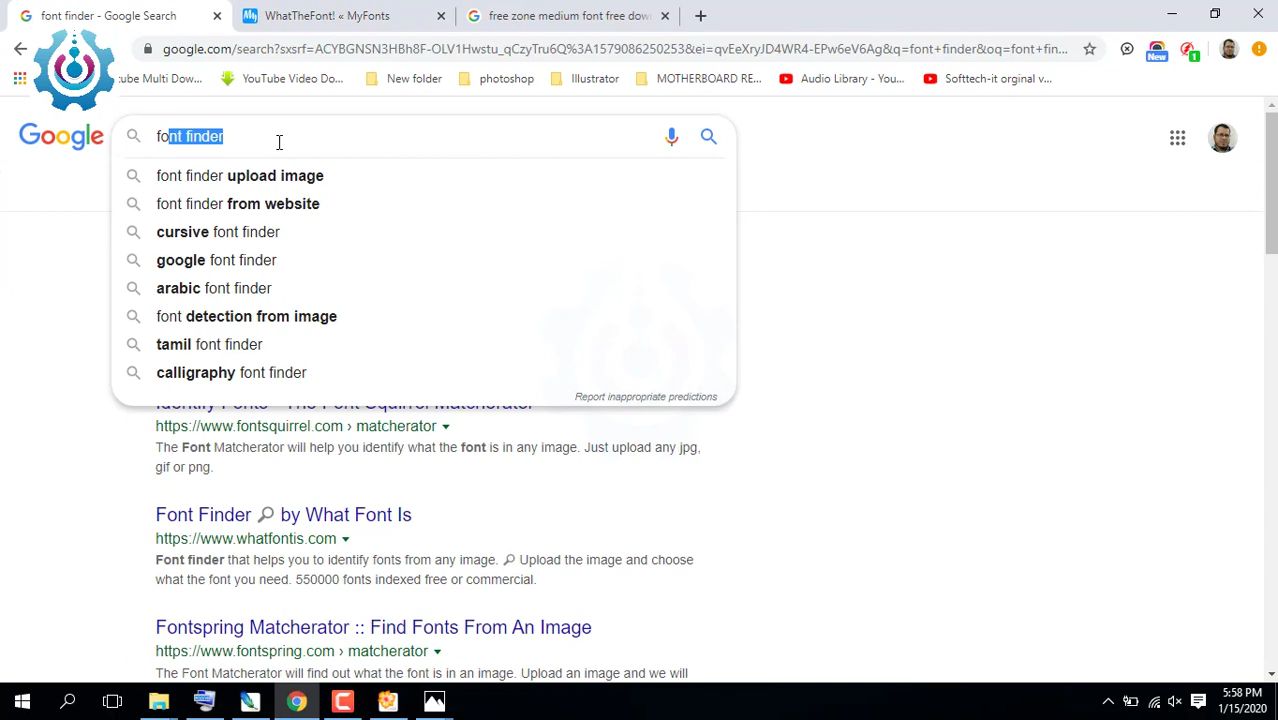 font finder - Google Search
WhatTheFont! « MyFonts
free zone medium font free dow
google.com/search?sxsrf=ACYBGNSN3HBh8F-OLV1Hwstu_qCzyTru6Q%3A1579086250253&ei=qvEeXryJD4WR4-EPw6eV6Ag&q=font+finder&oq=font+fin...
New
1
tube Multi Dow...
YouTube Video Do...
New folder
photoshop
Illustrator
MOTHERBOARD RE...
Audio Library - You...
Softtech-it orginal v...
Google
font finder
font finder upload image
font finder from website
cursive font finder
google font finder
arabic font finder
font detection from image
tamil font finder
calligraphy font finder
Report inappropriate predictions
Identify Fonts - The Font Squirrel Matcherator
https://www.fontsquirrel.com › matcherator
The Font Matcherator will help you identify what the font is in any image. Just upload any jpg,
gif or png.
Font Finder 🔎 by What Font Is
https://www.whatfontis.com
Font finder that helps you to identify fonts from any image. 🔎 Upload the image and choose
what the font you need. 550000 fonts indexed free or commercial.
Fontspring Matcherator :: Find Fonts From An Image
https://www.fontspring.com › matcherator
The Font Matcherator will find out what the font is in an image. Upload an image and we will
5:58 PM
1/15/2020